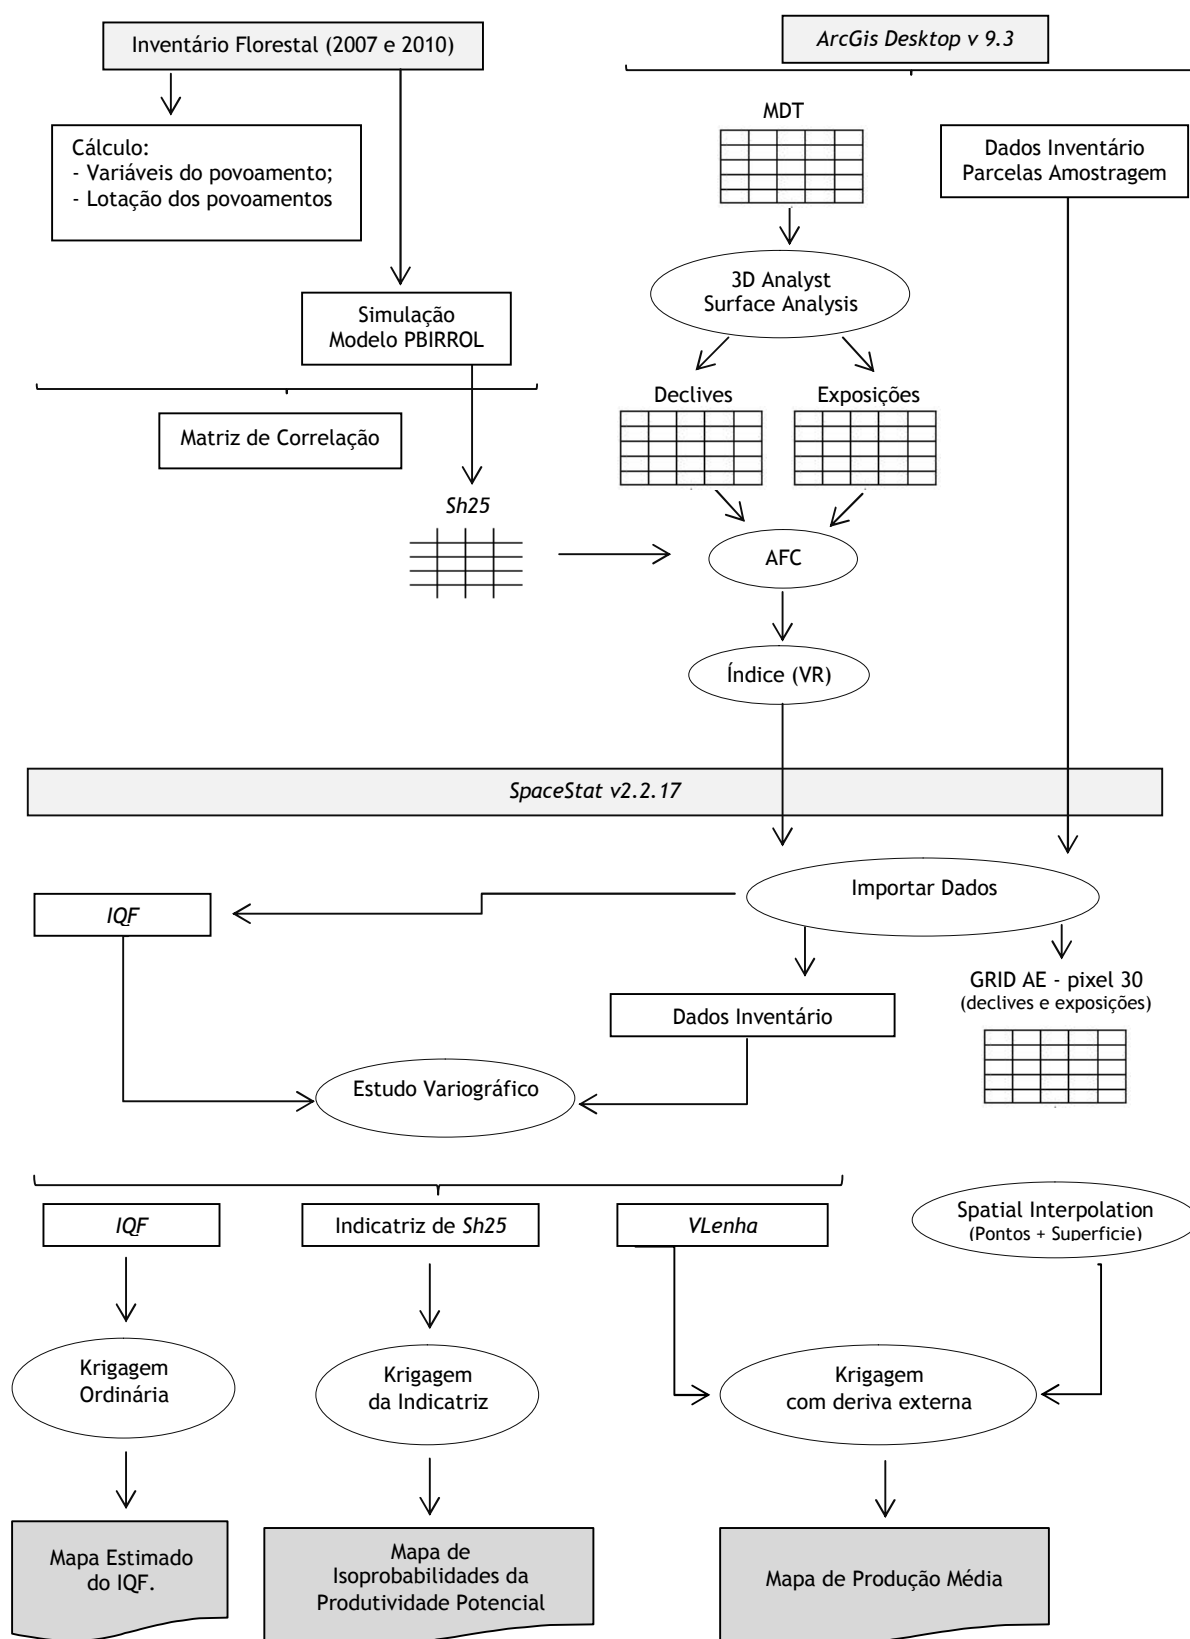 Inventário Florestal (2007 e 2010)
ArcGis Desktop v 9.3
Cálculo:
- Variáveis do povoamento;
- Lotação dos povoamentos
MDT
Dados Inventário
Parcelas Amostragem
3D Analyst
Surface Analysis
Simulação
Modelo PBIRROL
Declives
Exposições
Matriz de Correlação
Sh25
AFC
Índice (VR)
SpaceStat v2.2.17
Importar Dados
IQF
GRID AE - pixel 30
(declives e exposições)
Dados Inventário
Estudo Variográfico
IQF
Indicatriz de Sh25
VLenha
Spatial Interpolation
(Pontos + Superficie)
Krigagem
Ordinária
Krigagem
da Indicatriz
Krigagem
com deriva externa
Mapa Estimado
do IQF.
Mapa de
Isoprobabilidades da
Produtividade Potencial
Mapa de Produção Média